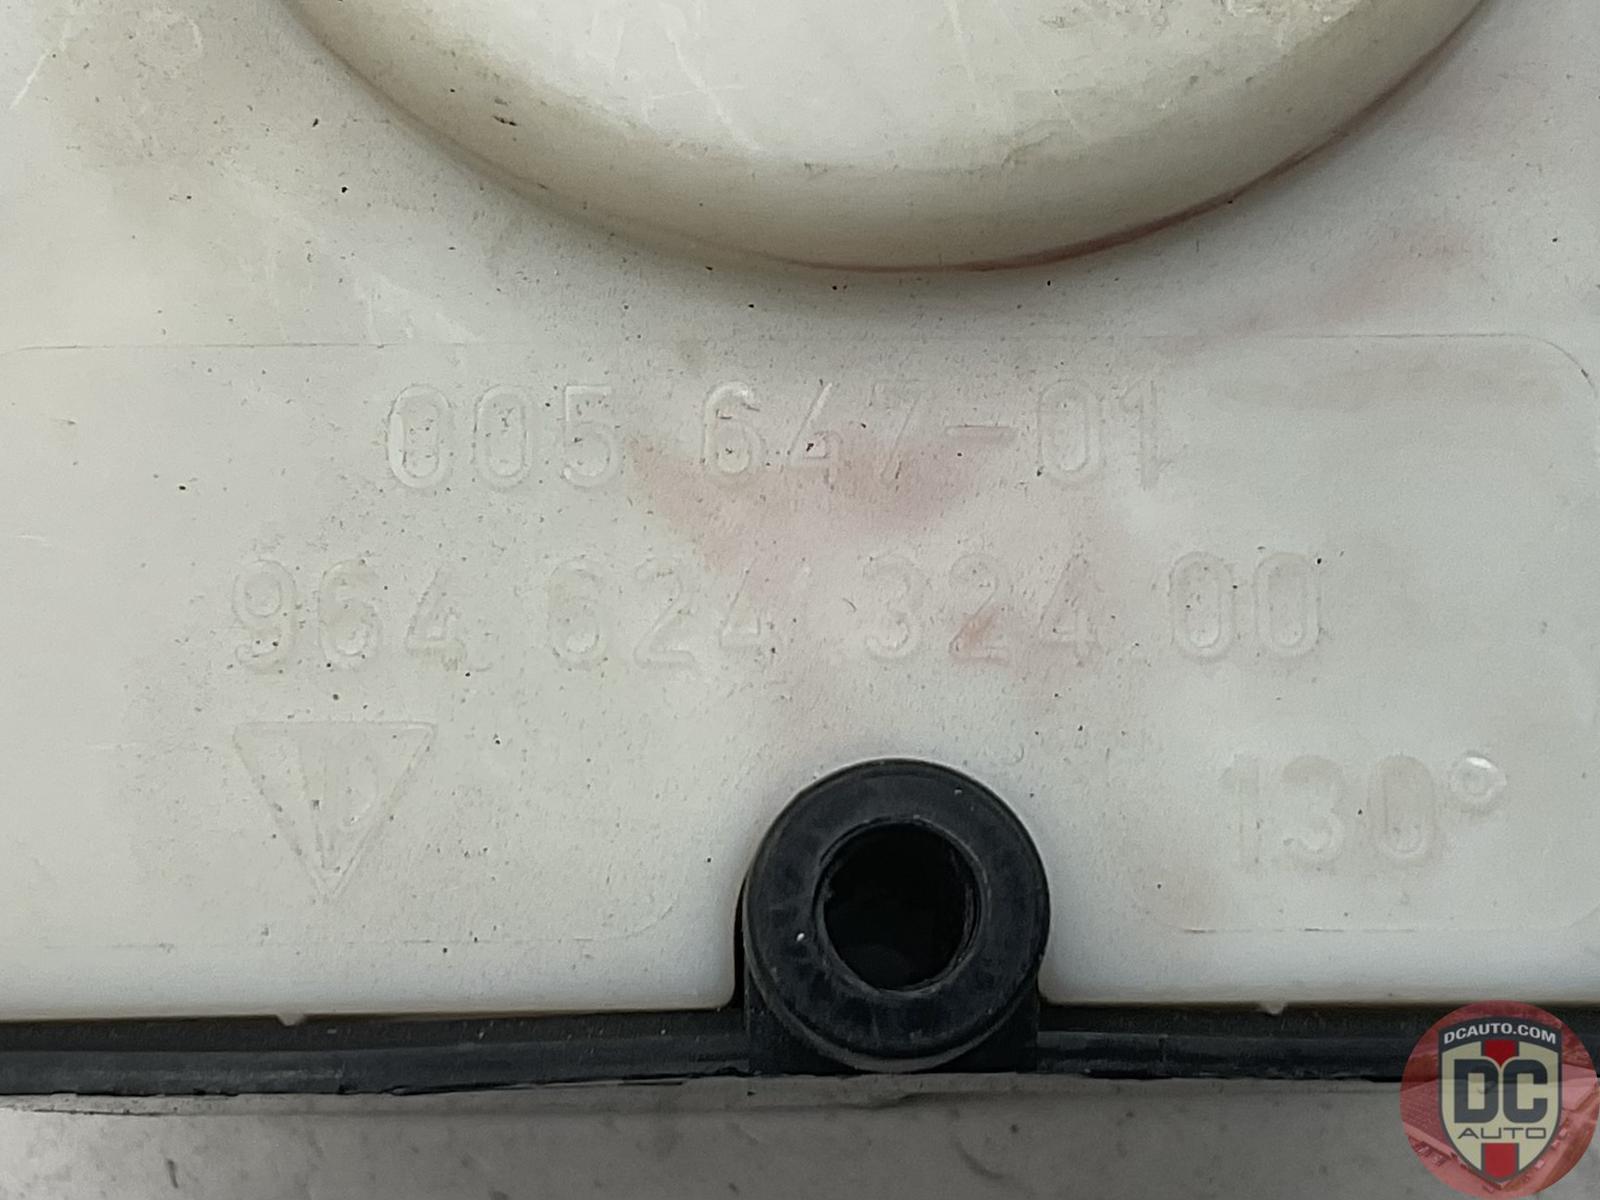 005 647-01
964 624 324 00
130°
DCAUTO.COM
DC
AUTO